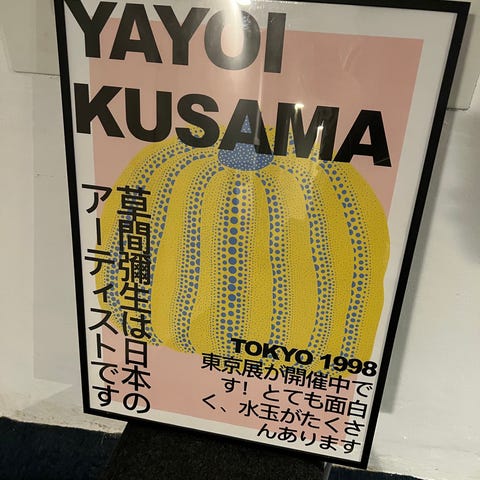 YAYOI
KUSAMA
草間彌生は日本の
アーティストです
TOKYO 1998
東京展が開催中で
す！とても面白
く、水玉がたくさ
んあります